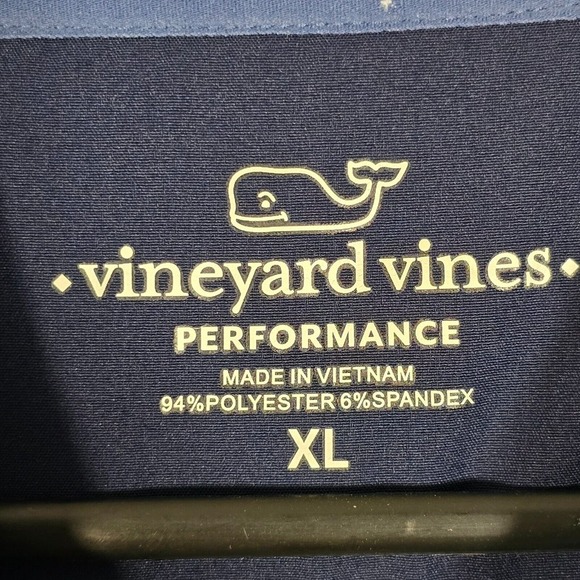 vineyard vines
PERFORMANCE
MADE IN VIETNAM
94%POLYESTER 6%SPANDEX
XL